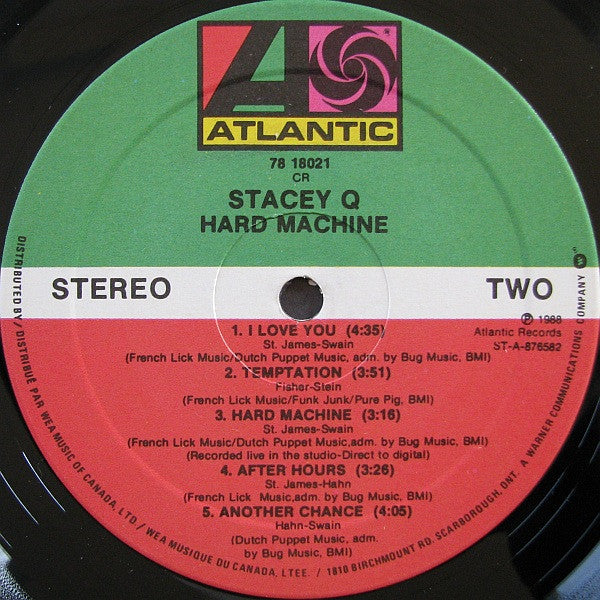 ATLANTIC
78 18021
CR
STACEY Q
HARD MACHINE
STEREO
TWO
℗ 1988
Atlantic Records
ST-A-876582
1. I LOVE YOU (4:35)
St. James-Swain
(French Lick Music/Dutch Puppet Music, adm. by Bug Music, BMI)
2. TEMPTATION (3:51)
Fisher-Stein
(French Lick Music/Funk Junk/Pure Pig, BMI)
3. HARD MACHINE (3:16)
St. James-Swain
(French Lick Music/Dutch Puppet Music,adm. by Bug Music, BMI)
(Recorded live in the studio-Direct to digital)
4. AFTER HOURS (3:26)
St. James-Hahn
(French Lick Music,adm. by Bug Music, BMI)
5. ANOTHER CHANCE (4:05)
Hahn-Swain
(Dutch Puppet Music, adm.
by Bug Music, BMI)
DISTRIBUTED BY / DISTRIBUÉ PAR WEA MUSIC OF CANADA, LTD. / WEA MUSIQUE DU CANADA, LTEE. / 1810 BIRCHMOUNT RD, SCARBOROUGH, ONT. A WARNER COMMUNICATIONS COMPANY